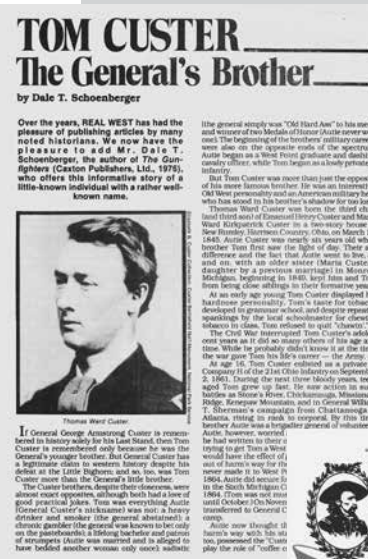 TOM CUSTER
The General's Brother
by Dale T. Schoenberger
Over the years, REAL WEST has had the
pleasure of publishing articles by many
noted historians. We now have the
pleasure to add Mr. Dale T.
Schoenberger, the author of The Gun-
fighters (Caxton Printers, Ltd., 1976),
who offers this informative story of a
little-known individual with a rather well-
known name.
Thomas Ward Custer.
If General George Armstrong Custer is remem-
bered in history solely for his Last Stand, then Tom
Custer is remembered only because he was the
General's younger brother. But General Custer has
a legitimate claim to western history despite his
defeat at the Little Bighorn; and so, too, was Tom
Custer more than the General's little brother.
The Custer brothers, despite their closeness, were
almost exact opposites, although both had a love of
good practical jokes. Tom was everything Autie
(General Custer's nickname) was not: a heavy
drinker and smoker (the general abstained); a
chronic gambler (the general was known to bet only
on the pasteboards); a lifelong bachelor and patron
of strumpets (Autie was married and is alleged to
have bedded another woman only once); sadistic
(the general simply was "Old Hard Ass" to his me
and winner of two Medals of Honor (Autie never w
one). The beginning of the brothers' military caree
were also on the opposite ends of the spectru
Autie began as a West Point graduate and dashi
cavalry officer, while Tom began as a lowly private
infantry.
But Tom Custer was more than just the oppos
of his more famous brother. He was an interesti
Old West personality and an American military he
who has stood in his brother's shadow for too lon
Thomas Ward Custer was born the third ch
(and third son) of Emanuel Henry Custer and Ma
Ward Kirkpatrick Custer in a two-story house
New Rumley, Harrison Country, Ohio, on March
1845. Autie Custer was nearly six years old wh
brother Tom first saw the light of day. Their a
difference and the fact that Autie went to live,
and on, with an older sister (Maria Custe
daughter by a previous marriage) in Monro
Michigan, beginning in 1849, kept him and T
from being close siblings in their formative yea
At an early age young Tom Custer displayed h
hardnose personality. Tom's taste for tobac
developed in grammar school, and despite repeat
spankings by the local schoolmaster for chewi
tobacco in class, Tom refused to quit "chawin'."
The Civil War interrupted Tom Custer's adol
cent years as it did so many others of his age a
time. While he probably didn't know it at the tim
the war gave Tom his life's career — the Army.
At age 16, Tom Custer enlisted as a private
Company H of the 21st Ohio Infantry on Septemb
2, 1861. During the next three bloody years, tee
aged Tom grew up fast. He saw action in su
battles as Stone's River, Chickamauga, Missiona
Ridge, Kenesaw Mountain, and in General Willia
T. Sherman's campaign from Chattanooga
Atlanta, rising in rank to corporal. By this tim
brother Autie was a brigadier general of volunteer
Autie, however, worried
he had written to their
trying to get Tom a West
would have the effect of
out of harm's way for th
never made it to West P
1864, Autie did secure
in the Sixth Michigan C
1864. (Tom was not mus
until October.) On Novem
transferred to General C
camp.
Autie now thought th
harm's way with his st
too, possessed the "Cust
play the role of "coffee c